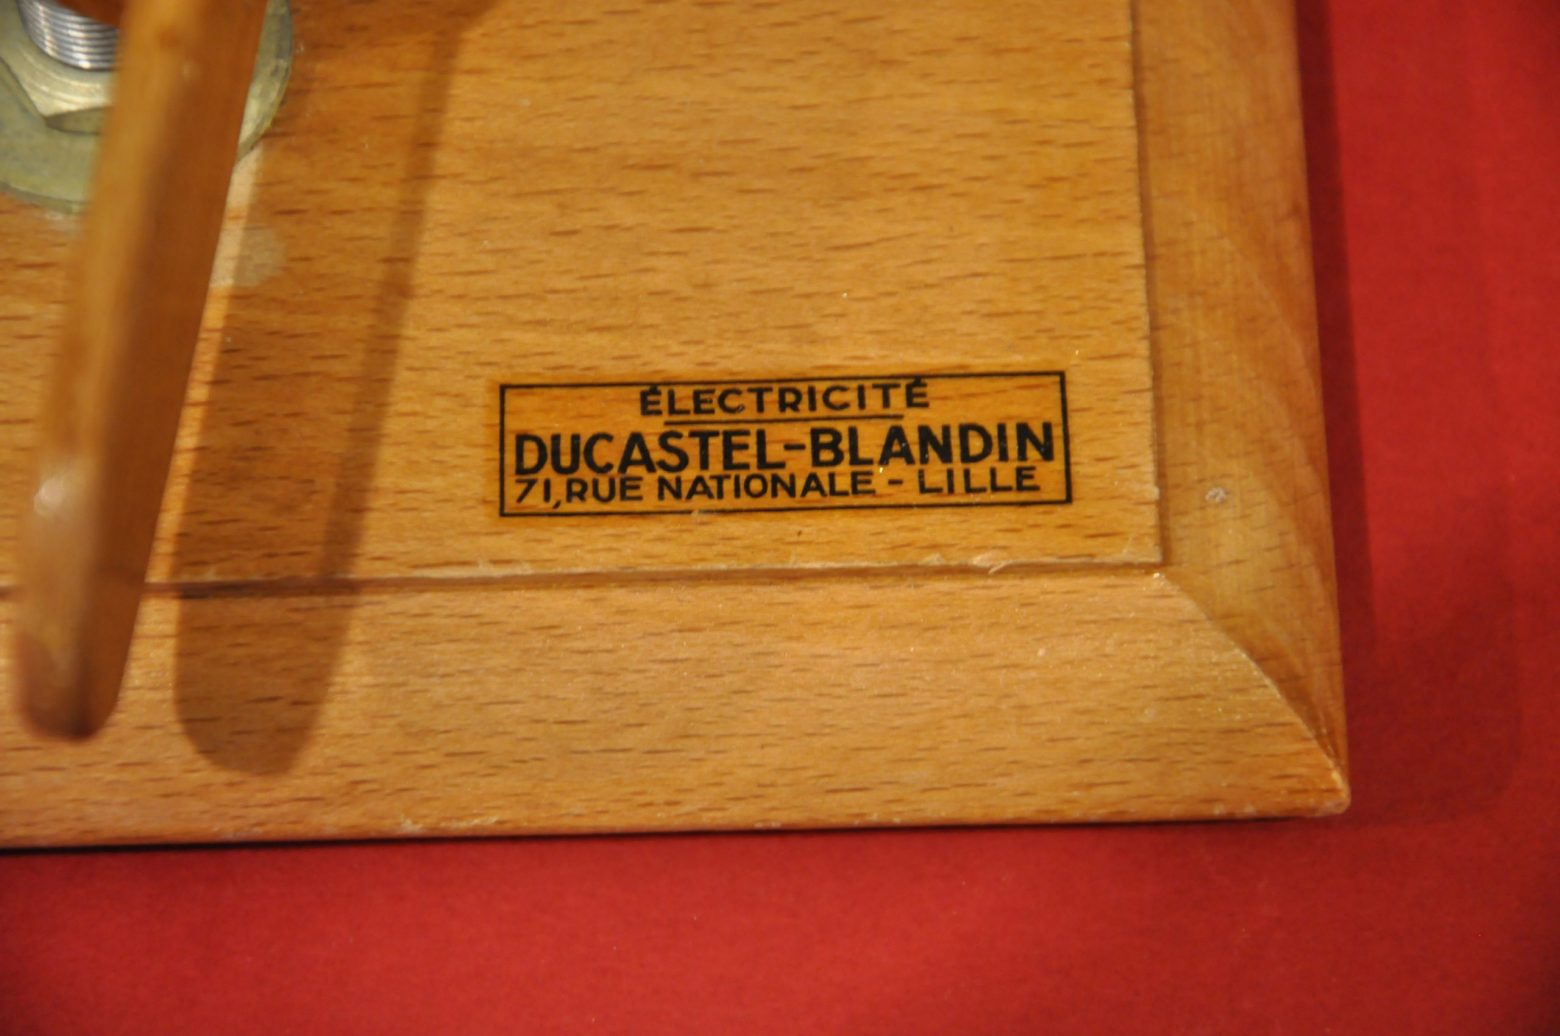 ÉLECTRICITÉ
DUCASTEL-BLANDIN
71, RUE NATIONALE - LILLE